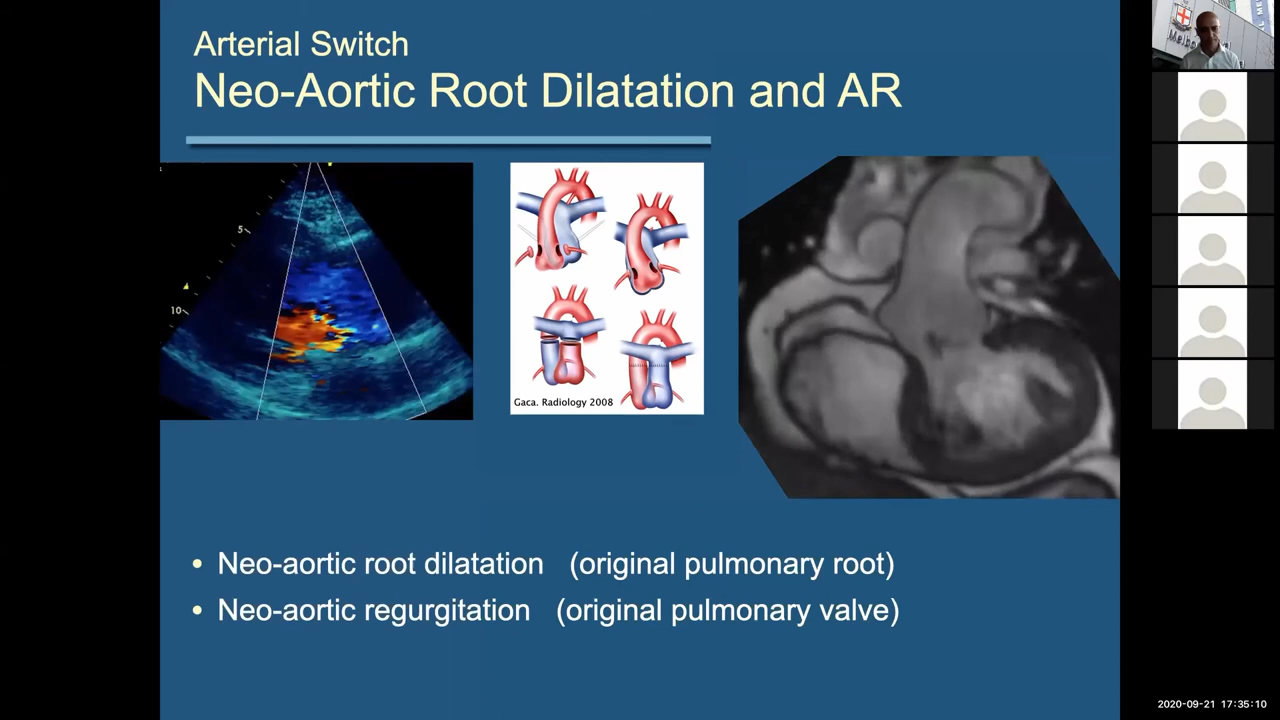 Arterial Switch
Neo-Aortic Root Dilatation and AR
5
10
Gaca. Radiology 2008
• Neo-aortic root dilatation (original pulmonary root)
• Neo-aortic regurgitation (original pulmonary valve)
2020-09-21 17:35:10